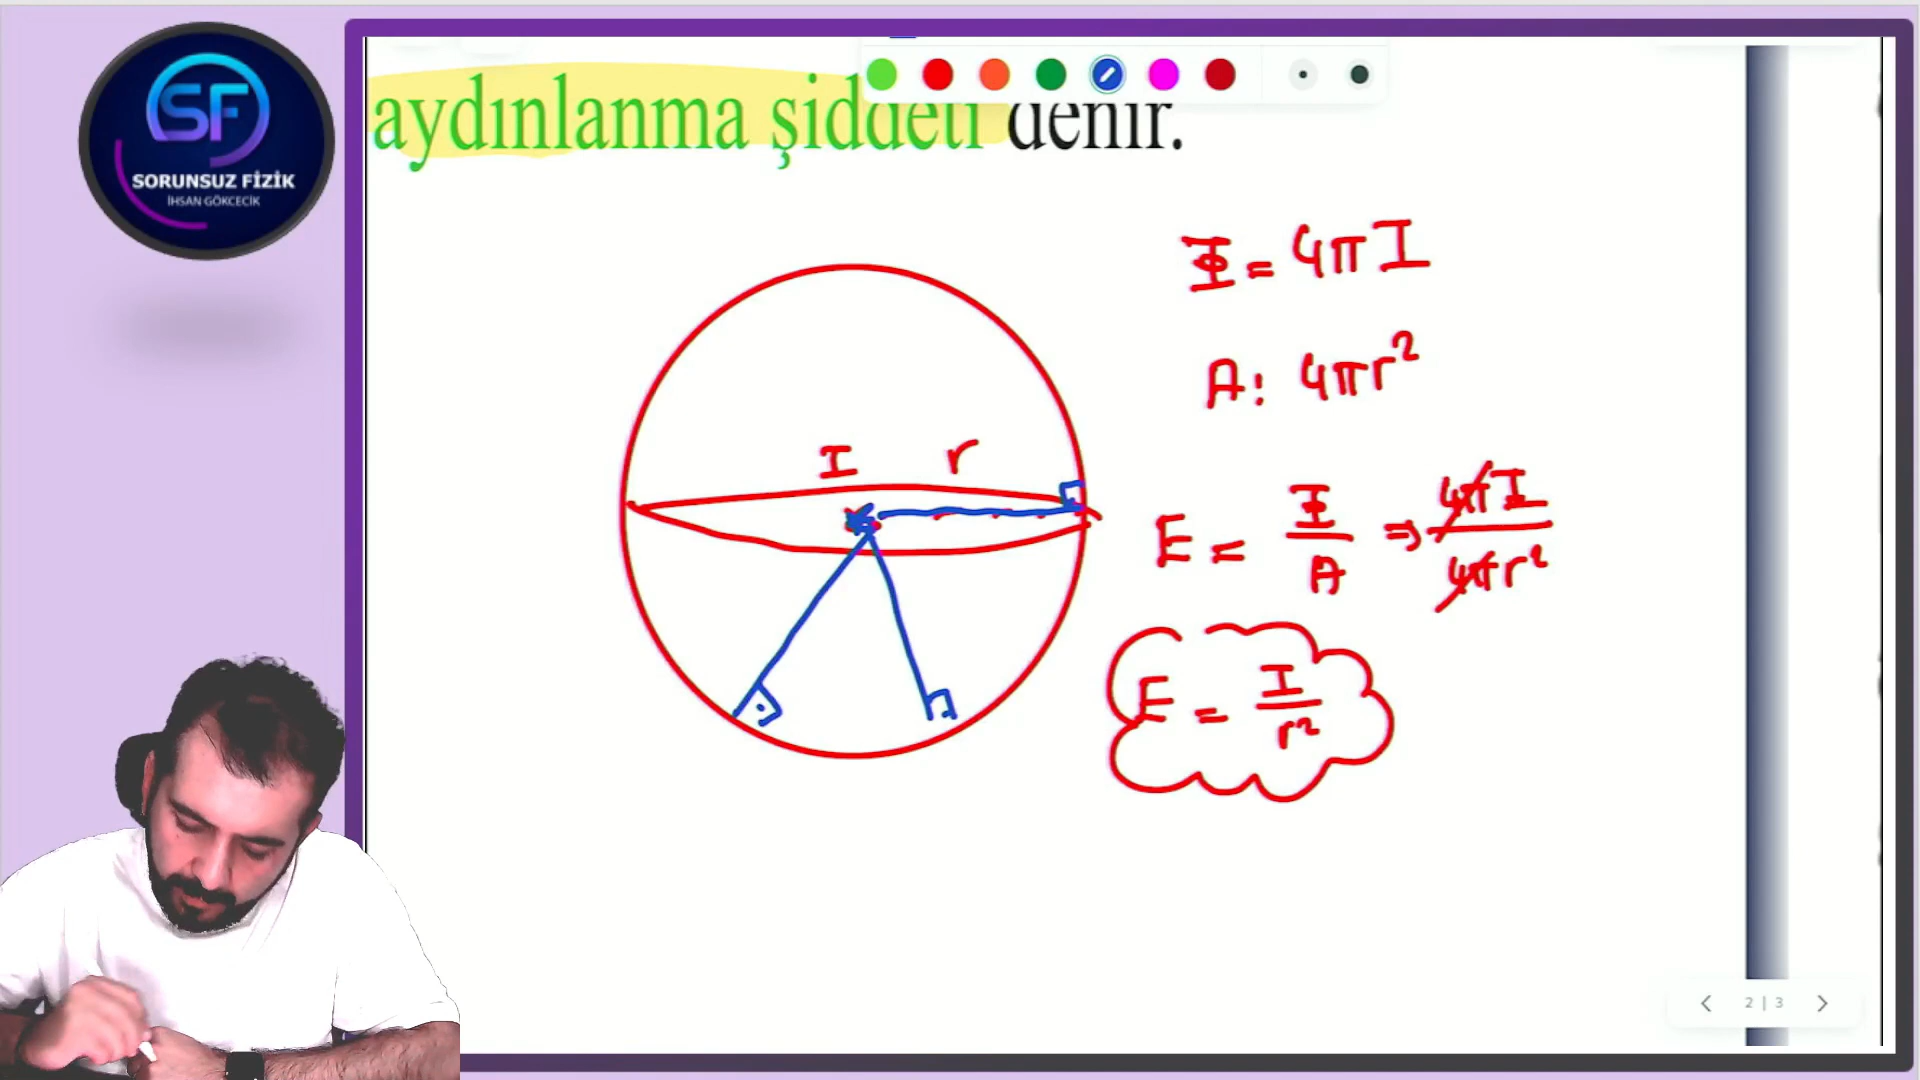 SF
SORUNSUZ FİZİK
İHSAN GÖKCECİK
aydınlanma şiddeti denir.
Φ = 4πI
A: 4πr²
I r
E = Φ/A ⇒ 4πI/4πr²
E = I/r²
2 | 3